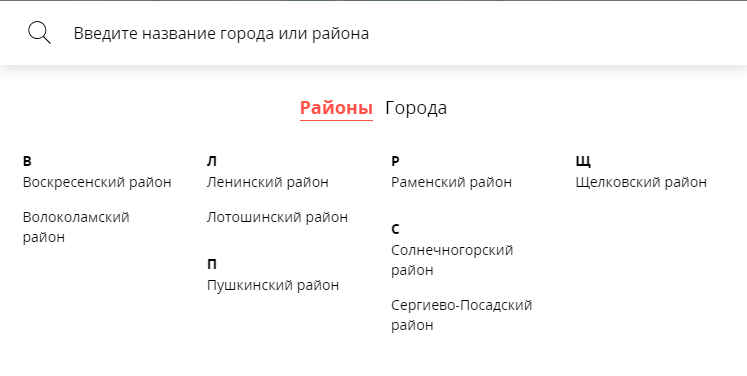 Введите название города или района
Районы Города
В
Воскресенский район
Волоколамский
район
Л
Ленинский район
Лотошинский район
П
Пушкинский район
Р
Раменский район
С
Солнечногорский
район
Сергиево-Посадский
район
Щ
Щелковский район